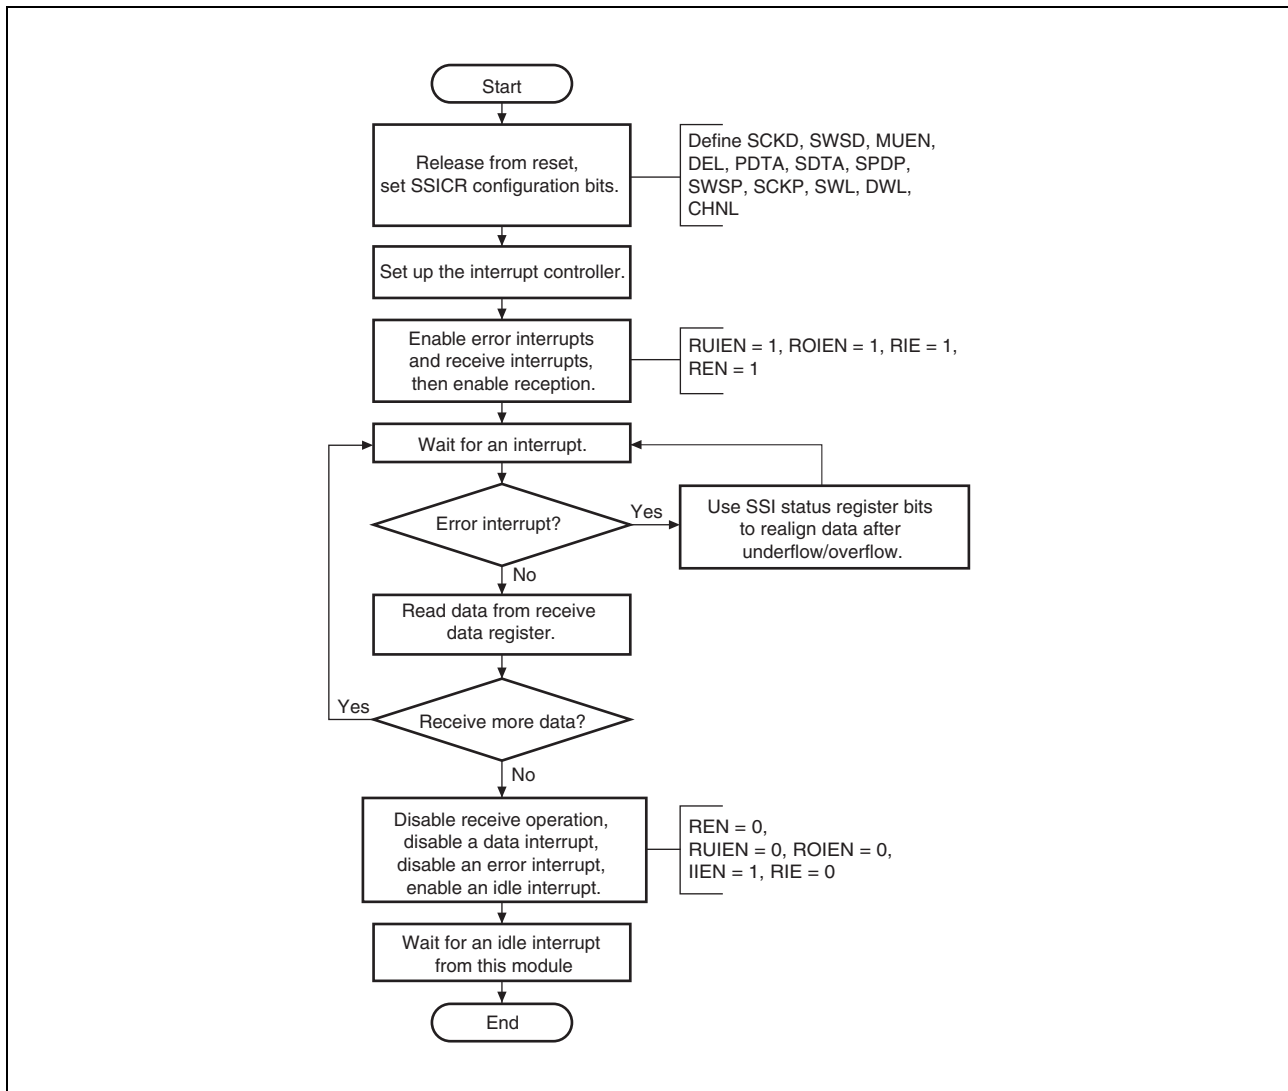 Start
Release from reset,
set SSICR configuration bits.
Define SCKD, SWSD, MUEN,
DEL, PDTA, SDTA, SPDP,
SWSP, SCKP, SWL, DWL,
CHNL
Set up the interrupt controller.
Enable error interrupts
and receive interrupts,
then enable reception.
RUIEN = 1, ROIEN = 1, RIE = 1,
REN = 1
Wait for an interrupt.
Error interrupt?
Yes
Use SSI status register bits
to realign data after
underflow/overflow.
No
Read data from receive
data register.
Yes
Receive more data?
No
Disable receive operation,
disable a data interrupt,
disable an error interrupt,
enable an idle interrupt.
REN = 0,
RUIEN = 0, ROIEN = 0,
IIEN = 1, RIE = 0
Wait for an idle interrupt
from this module
End